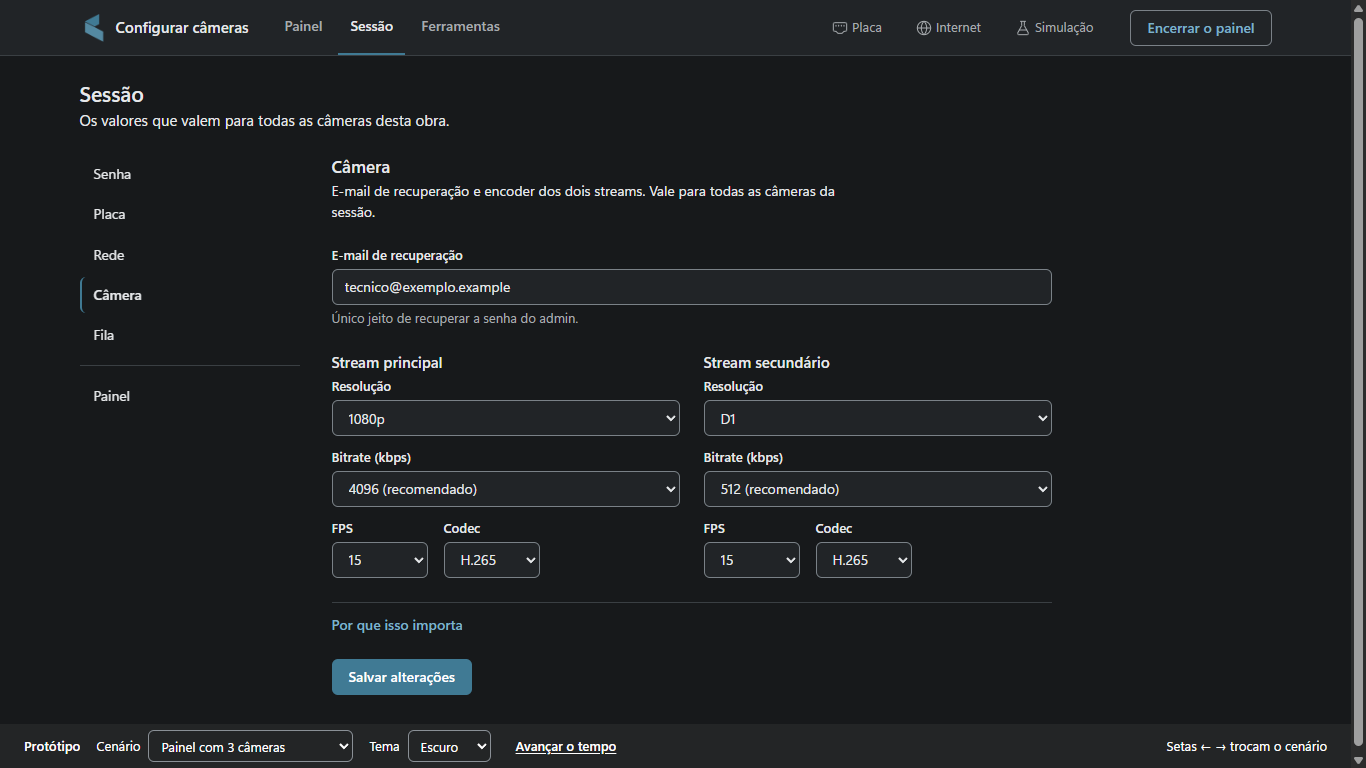 Configurar câmeras
Painel
Sessão
Ferramentas
Placa
Internet
Simulação
Encerrar o painel
Sessão
Os valores que valem para todas as câmeras desta obra.
Senha
Placa
Rede
Câmera
Fila
Painel
Câmera
E-mail de recuperação e encoder dos dois streams. Vale para todas as câmeras da
sessão.
E-mail de recuperação
tecnico@exemplo.example
Único jeito de recuperar a senha do admin.
Stream principal
Resolução
1080p
Bitrate (kbps)
4096 (recomendado)
FPS
Codec
15
H.265
Stream secundário
Resolução
D1
Bitrate (kbps)
512 (recomendado)
FPS
Codec
15
H.265
Por que isso importa
Salvar alterações
Protótipo
Cenário
Painel com 3 câmeras
Tema
Escuro
Avançar o tempo
Setas ← → trocam o cenário